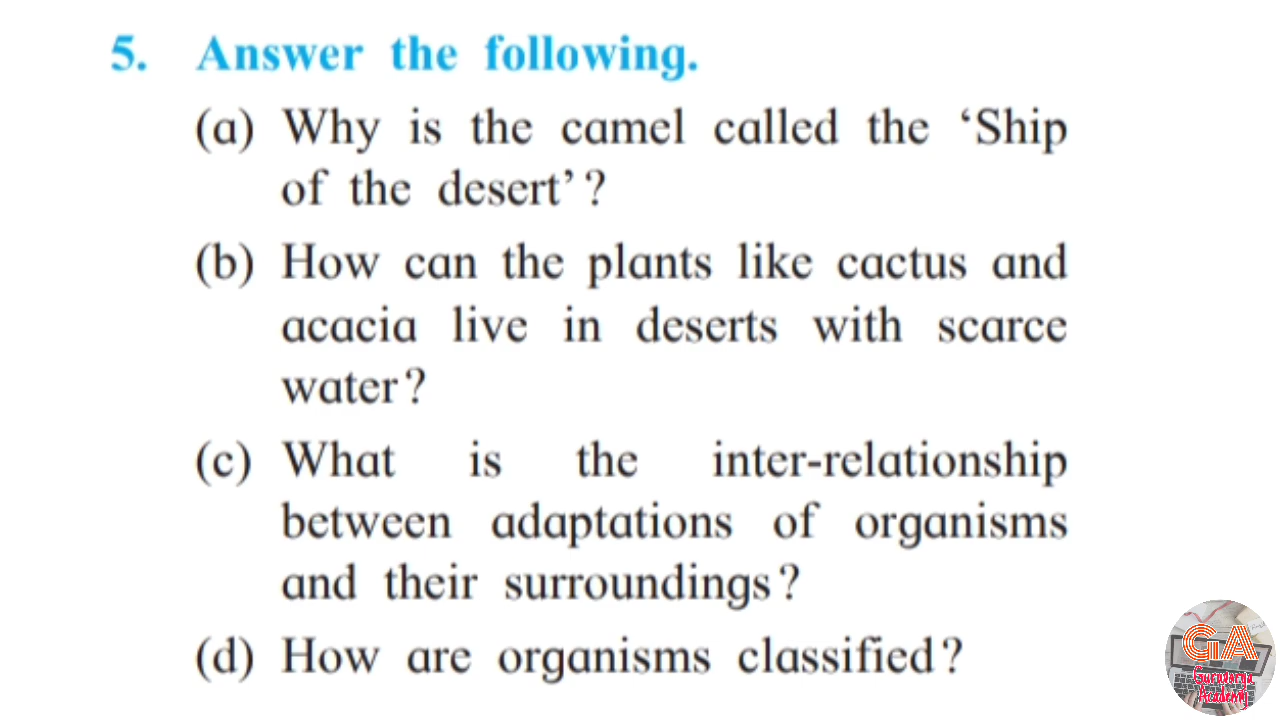 5. Answer the following.
(a) Why is the camel called the ‘Ship
of the desert’?
(b) How can the plants like cactus and
acacia live in deserts with scarce
water?
(c) What is the inter-relationship
between adaptations of organisms
and their surroundings?
(d) How are organisms classified?
GA
Academy